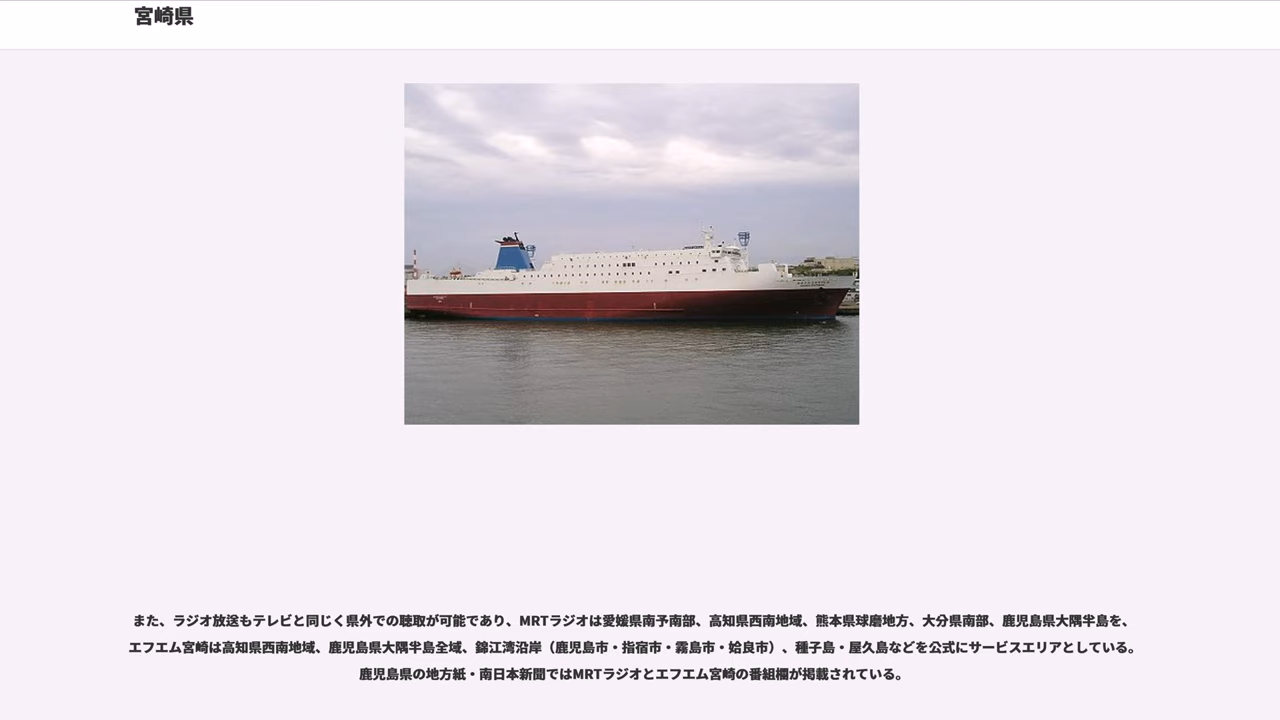 宮崎県
また、ラジオ放送もテレビと同じく県外での聴取が可能であり、MRTラジオは愛媛県南予南部、高知県西南地域、熊本県球磨地方、大分県南部、鹿児島県大隅半島を、
エフエム宮崎は高知県西南地域、鹿児島県大隅半島全域、錦江湾沿岸（鹿児島市・指宿市・霧島市・姶良市）、種子島・屋久島などを公式にサービスエリアとしている。
鹿児島県の地方紙・南日本新聞ではMRTラジオとエフエム宮崎の番組欄が掲載されている。